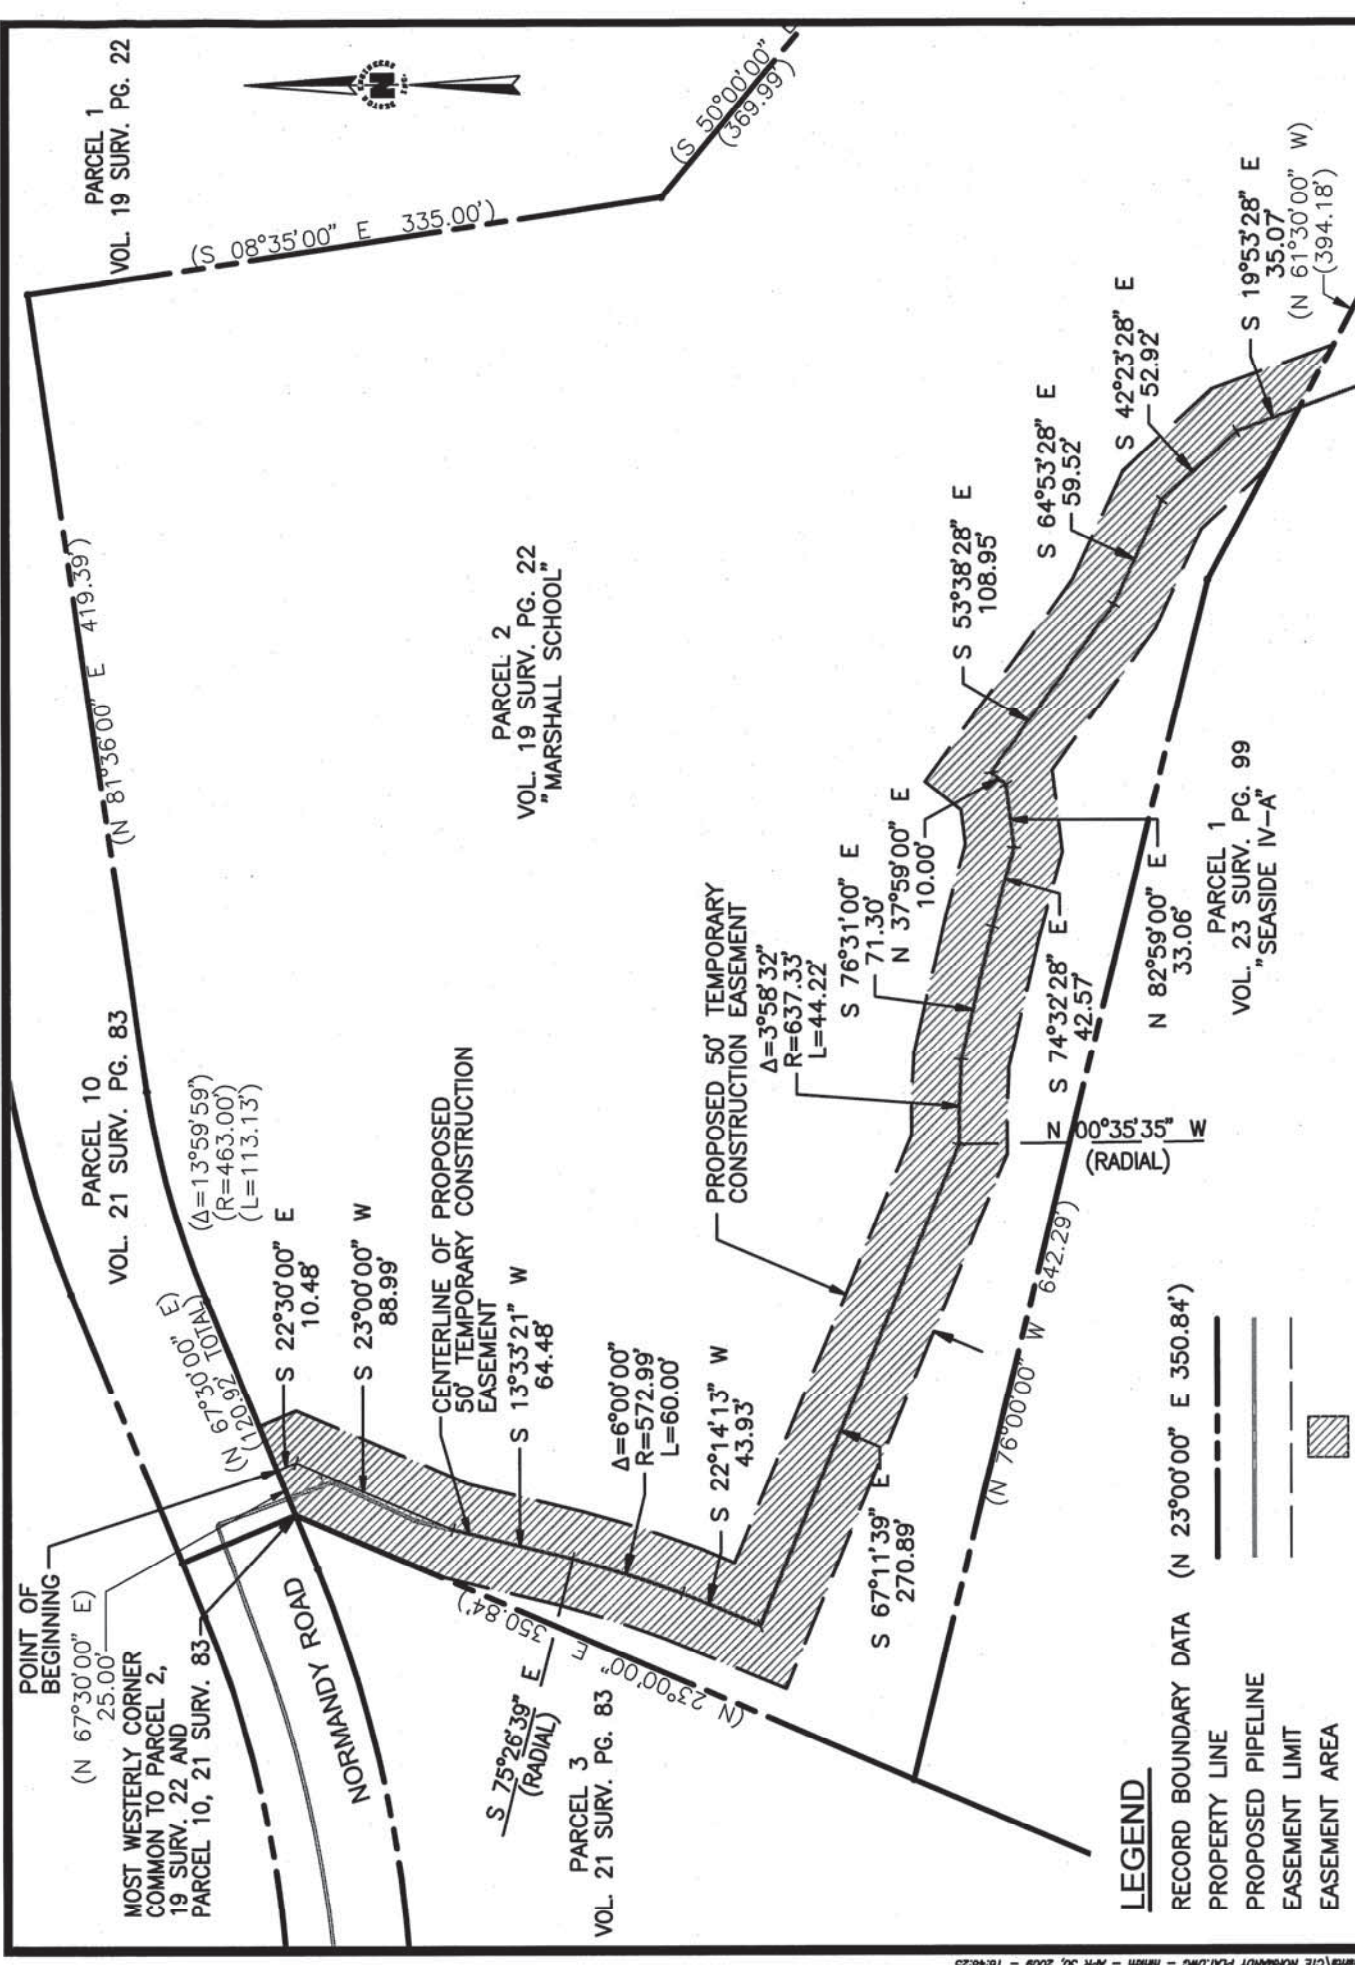 PARCEL 1
VOL. 19 SURV. PG. 22
N
(S 08°35'00" E 335.00')
(S 50°00'00"
(369.99')
(N 81°36'00" E 419.39')
PARCEL 10
VOL. 21 SURV. PG. 83
(Δ=13°59'59")
(R=463.00')
(L=113.13')
(N 67°30'00" E)
(120.92' TOTAL)
POINT OF
BEGINNING
(N 67°30'00" E)
25.00'
MOST WESTERLY CORNER
COMMON TO PARCEL 2,
19 SURV. 22 AND
PARCEL 10, 21 SURV. 83
NORMANDY ROAD
S 22°30'00" E
10.48'
S 23°00'00" W
88.99'
CENTERLINE OF PROPOSED
50' TEMPORARY CONSTRUCTION
EASEMENT
S 13°33'21" W
64.48'
Δ=6°00'00"
R=572.99'
L=60.00'
S 22°14'13" W
43.93'
(N 23°00'00" E 350.84')
S 75°26'39" E
(RADIAL)
PARCEL 3
VOL. 21 SURV. PG. 83
PARCEL 2
VOL. 19 SURV. PG. 22
"MARSHALL SCHOOL"
PROPOSED 50' TEMPORARY
CONSTRUCTION EASEMENT
Δ=3°58'32"
R=637.33'
L=44.22'
S 76°31'00" E
71.30'
N 37°59'00" E
10.00'
S 53°38'28" E
108.95'
S 64°53'28" E
59.52'
S 42°23'28" E
52.92'
S 19°53'28" E
35.07'
(N 61°30'00" W)
(394.18')
S 67°11'39" E
270.89'
N 00°35'35" W
(RADIAL)
S 74°32'28" E
42.57'
N 82°59'00" E
33.06'
(N 76°00'00" W 642.29')
PARCEL 1
VOL. 23 SURV. PG. 99
"SEASIDE IV-A"
LEGEND
RECORD BOUNDARY DATA (N 23°00'00" E 350.84')
PROPERTY LINE
PROPOSED PIPELINE
EASEMENT LIMIT
EASEMENT AREA